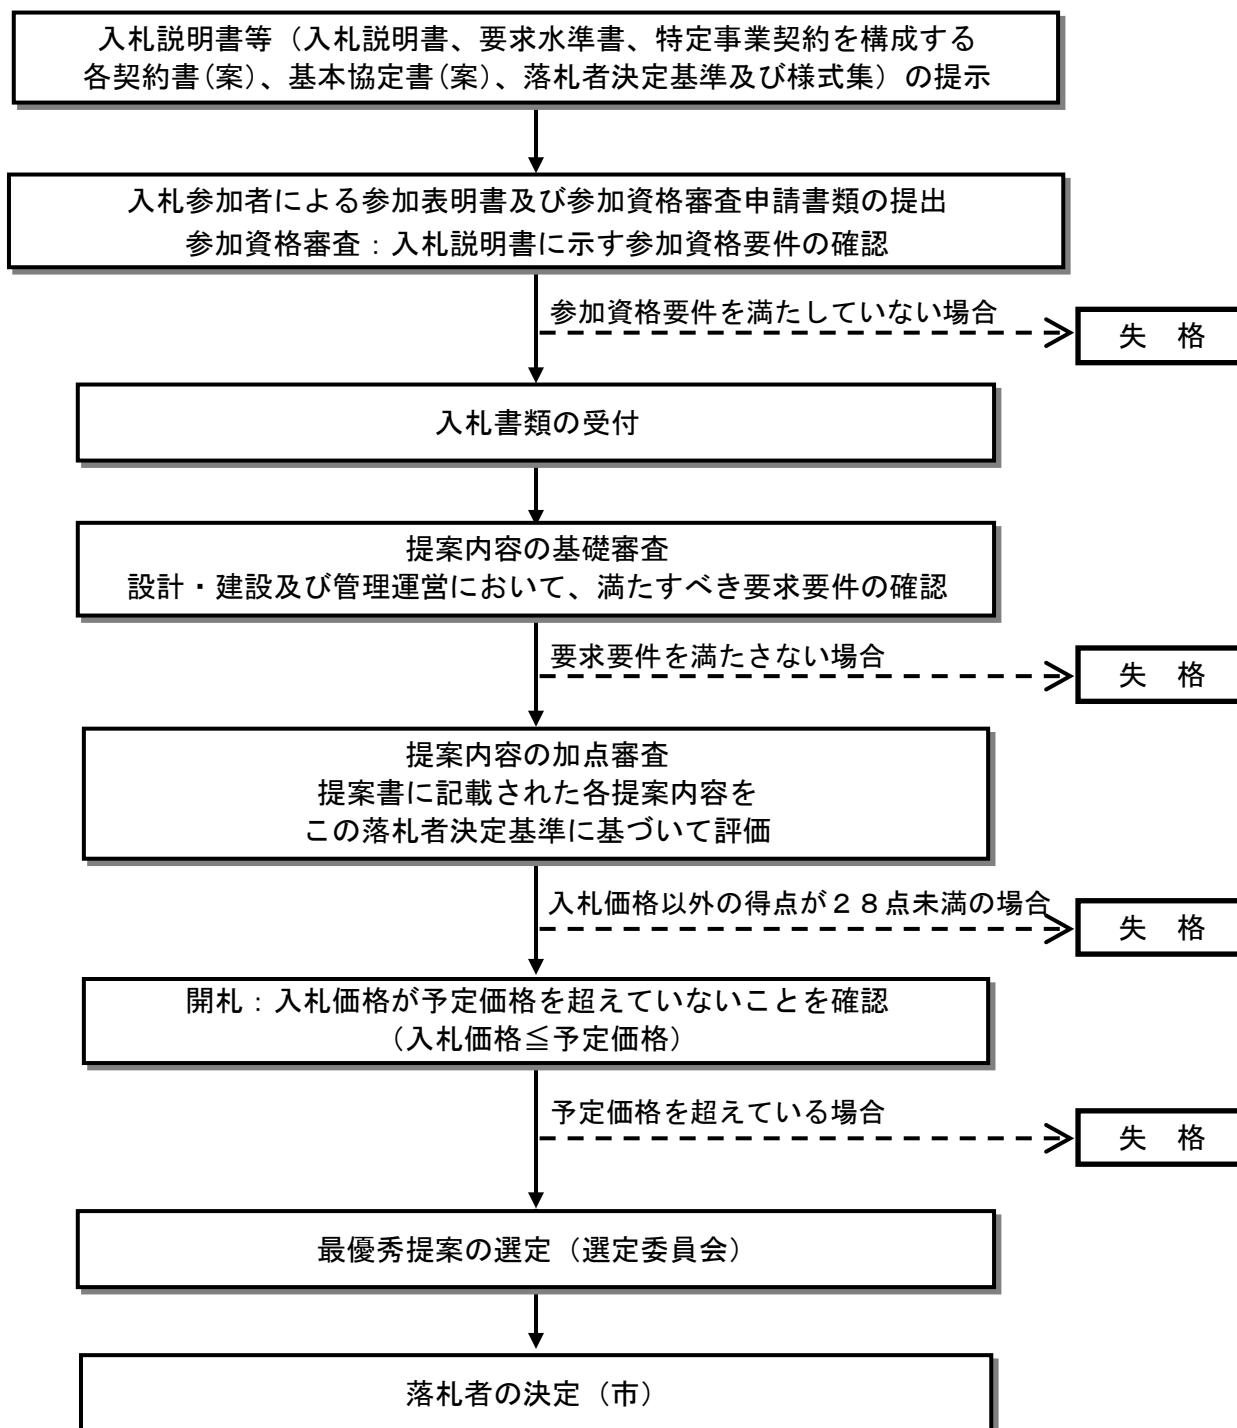 入札説明書等（入札説明書、要求水準書、特定事業契約を構成する
各契約書(案)、基本協定書(案)、落札者決定基準及び様式集）の提示
入札参加者による参加表明書及び参加資格審査申請書類の提出
参加資格審査：入札説明書に示す参加資格要件の確認
参加資格要件を満たしていない場合
失　格
入札書類の受付
提案内容の基礎審査
設計・建設及び管理運営において、満たすべき要求要件の確認
要求要件を満たさない場合
失　格
提案内容の加点審査
提案書に記載された各提案内容を
この落札者決定基準に基づいて評価
入札価格以外の得点が２８点未満の場合
失　格
開札：入札価格が予定価格を超えていないことを確認
（入札価格≦予定価格）
予定価格を超えている場合
失　格
最優秀提案の選定（選定委員会）
落札者の決定（市）